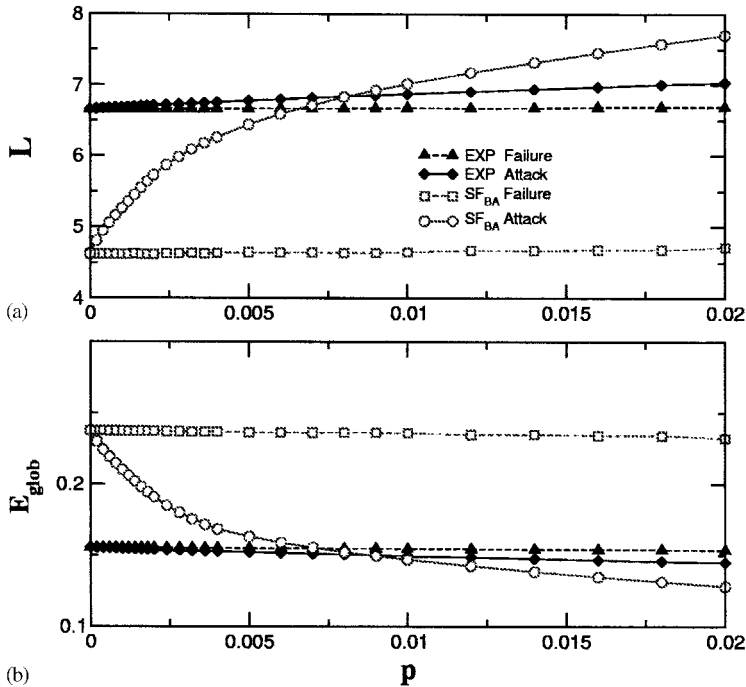 8
7
6
5
4
L
EXP Failure
EXP Attack
SF_BA Failure
SF_BA Attack
(a)
0 0.005 0.01 0.015 0.02
0.2
0.1
E_glob
0 0.005 0.01 0.015 0.02
(b)
p